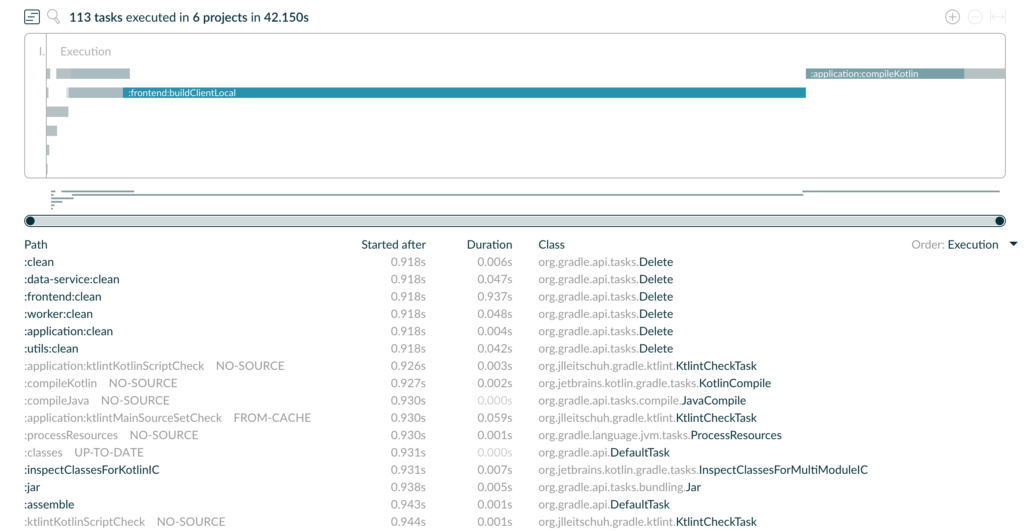 113 tasks executed in 6 projects in 42.150s
I. Execution
:application:compileKotlin
:frontend:buildClientLocal
Path Started after Duration Class Order: Execution
:clean 0.918s 0.006s org.gradle.api.tasks.Delete
:data-service:clean 0.918s 0.047s org.gradle.api.tasks.Delete
:frontend:clean 0.918s 0.937s org.gradle.api.tasks.Delete
:worker:clean 0.918s 0.048s org.gradle.api.tasks.Delete
:application:clean 0.918s 0.004s org.gradle.api.tasks.Delete
:utils:clean 0.918s 0.042s org.gradle.api.tasks.Delete
:application:ktlintKotlinScriptCheck NO-SOURCE 0.926s 0.003s org.jlleitschuh.gradle.ktlint.KtlintCheckTask
:compileKotlin NO-SOURCE 0.927s 0.002s org.jetbrains.kotlin.gradle.tasks.KotlinCompile
:compileJava NO-SOURCE 0.930s 0.000s org.gradle.api.tasks.compile.JavaCompile
:application:ktlintMainSourceSetCheck FROM-CACHE 0.930s 0.059s org.jlleitschuh.gradle.ktlint.KtlintCheckTask
:processResources NO-SOURCE 0.930s 0.001s org.gradle.language.jvm.tasks.ProcessResources
:classes UP-TO-DATE 0.931s 0.000s org.gradle.api.DefaultTask
:inspectClassesForKotlinIC 0.931s 0.007s org.jetbrains.kotlin.gradle.tasks.InspectClassesForMultiModuleIC
:jar 0.938s 0.005s org.gradle.api.tasks.bundling.Jar
:assemble 0.943s 0.001s org.gradle.api.DefaultTask
:ktlintKotlinScriptCheck NO-SOURCE 0.944s 0.001s org.jlleitschuh.gradle.ktlint.KtlintCheckTask